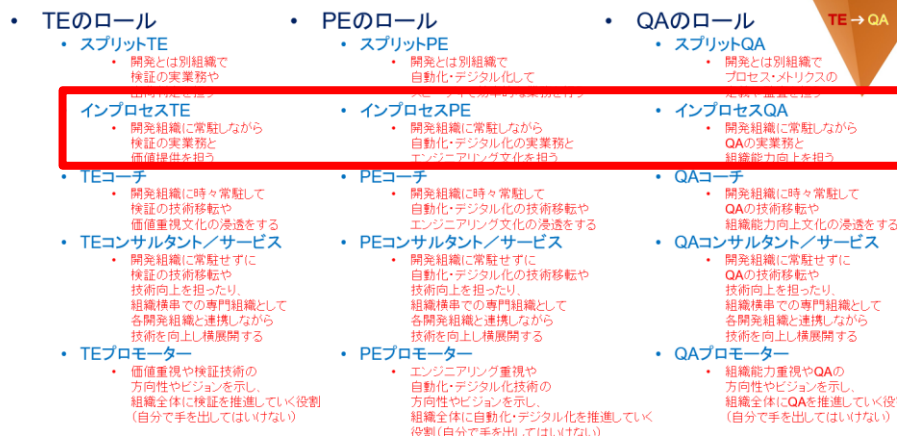 TEのロール
スプリットTE
開発とは別組織で
検証の実業務や
インプロセスTE
開発組織に常駐しながら
検証の実業務と
価値提供を担う
TEコーチ
開発組織に時々常駐して
検証の技術移転や
価値重視文化の浸透をする
TEコンサルタント／サービス
開発組織に常駐せずに
検証の技術移転や
技術向上を担ったり、
組織横串での専門組織として
各開発組織と連携しながら
技術を向上し横展開する
TEプロモーター
価値重視や検証技術の
方向性やビジョンを示し、
組織全体に検証を推進していく役割
（自分で手を出してはいけない）
PEのロール
スプリットPE
開発とは別組織で
自動化・デジタル化して
インプロセスPE
開発組織に常駐しながら
自動化・デジタル化の実業務と
エンジニアリング文化を担う
PEコーチ
開発組織に時々常駐して
自動化・デジタル化の技術移転や
エンジニアリング文化の浸透をする
PEコンサルタント／サービス
開発組織に常駐せずに
自動化・デジタル化の技術移転や
技術向上を担ったり、
組織横串での専門組織として
各開発組織と連携しながら
技術を向上し横展開する
PEプロモーター
エンジニアリング重視や
自動化・デジタル化技術の
方向性やビジョンを示し、
組織全体に自動化・デジタル化を推進していく
役割（自分で手を出してはいけない）
QAのロール
スプリットQA
開発とは別組織で
プロセス・メトリクスの
インプロセスQA
開発組織に常駐しながら
QAの実業務と
組織能力向上を担う
QAコーチ
開発組織に時々常駐して
QAの技術移転や
組織能力向上文化の浸透をする
QAコンサルタント／サービス
開発組織に常駐せずに
QAの技術移転や
技術向上を担ったり、
組織横串での専門組織として
各開発組織と連携しながら
技術を向上し横展開する
QAプロモーター
組織能力重視やQAの
方向性やビジョンを示し、
組織全体にQAを推進していく役
（自分で手を出してはいけない）
TE→QA